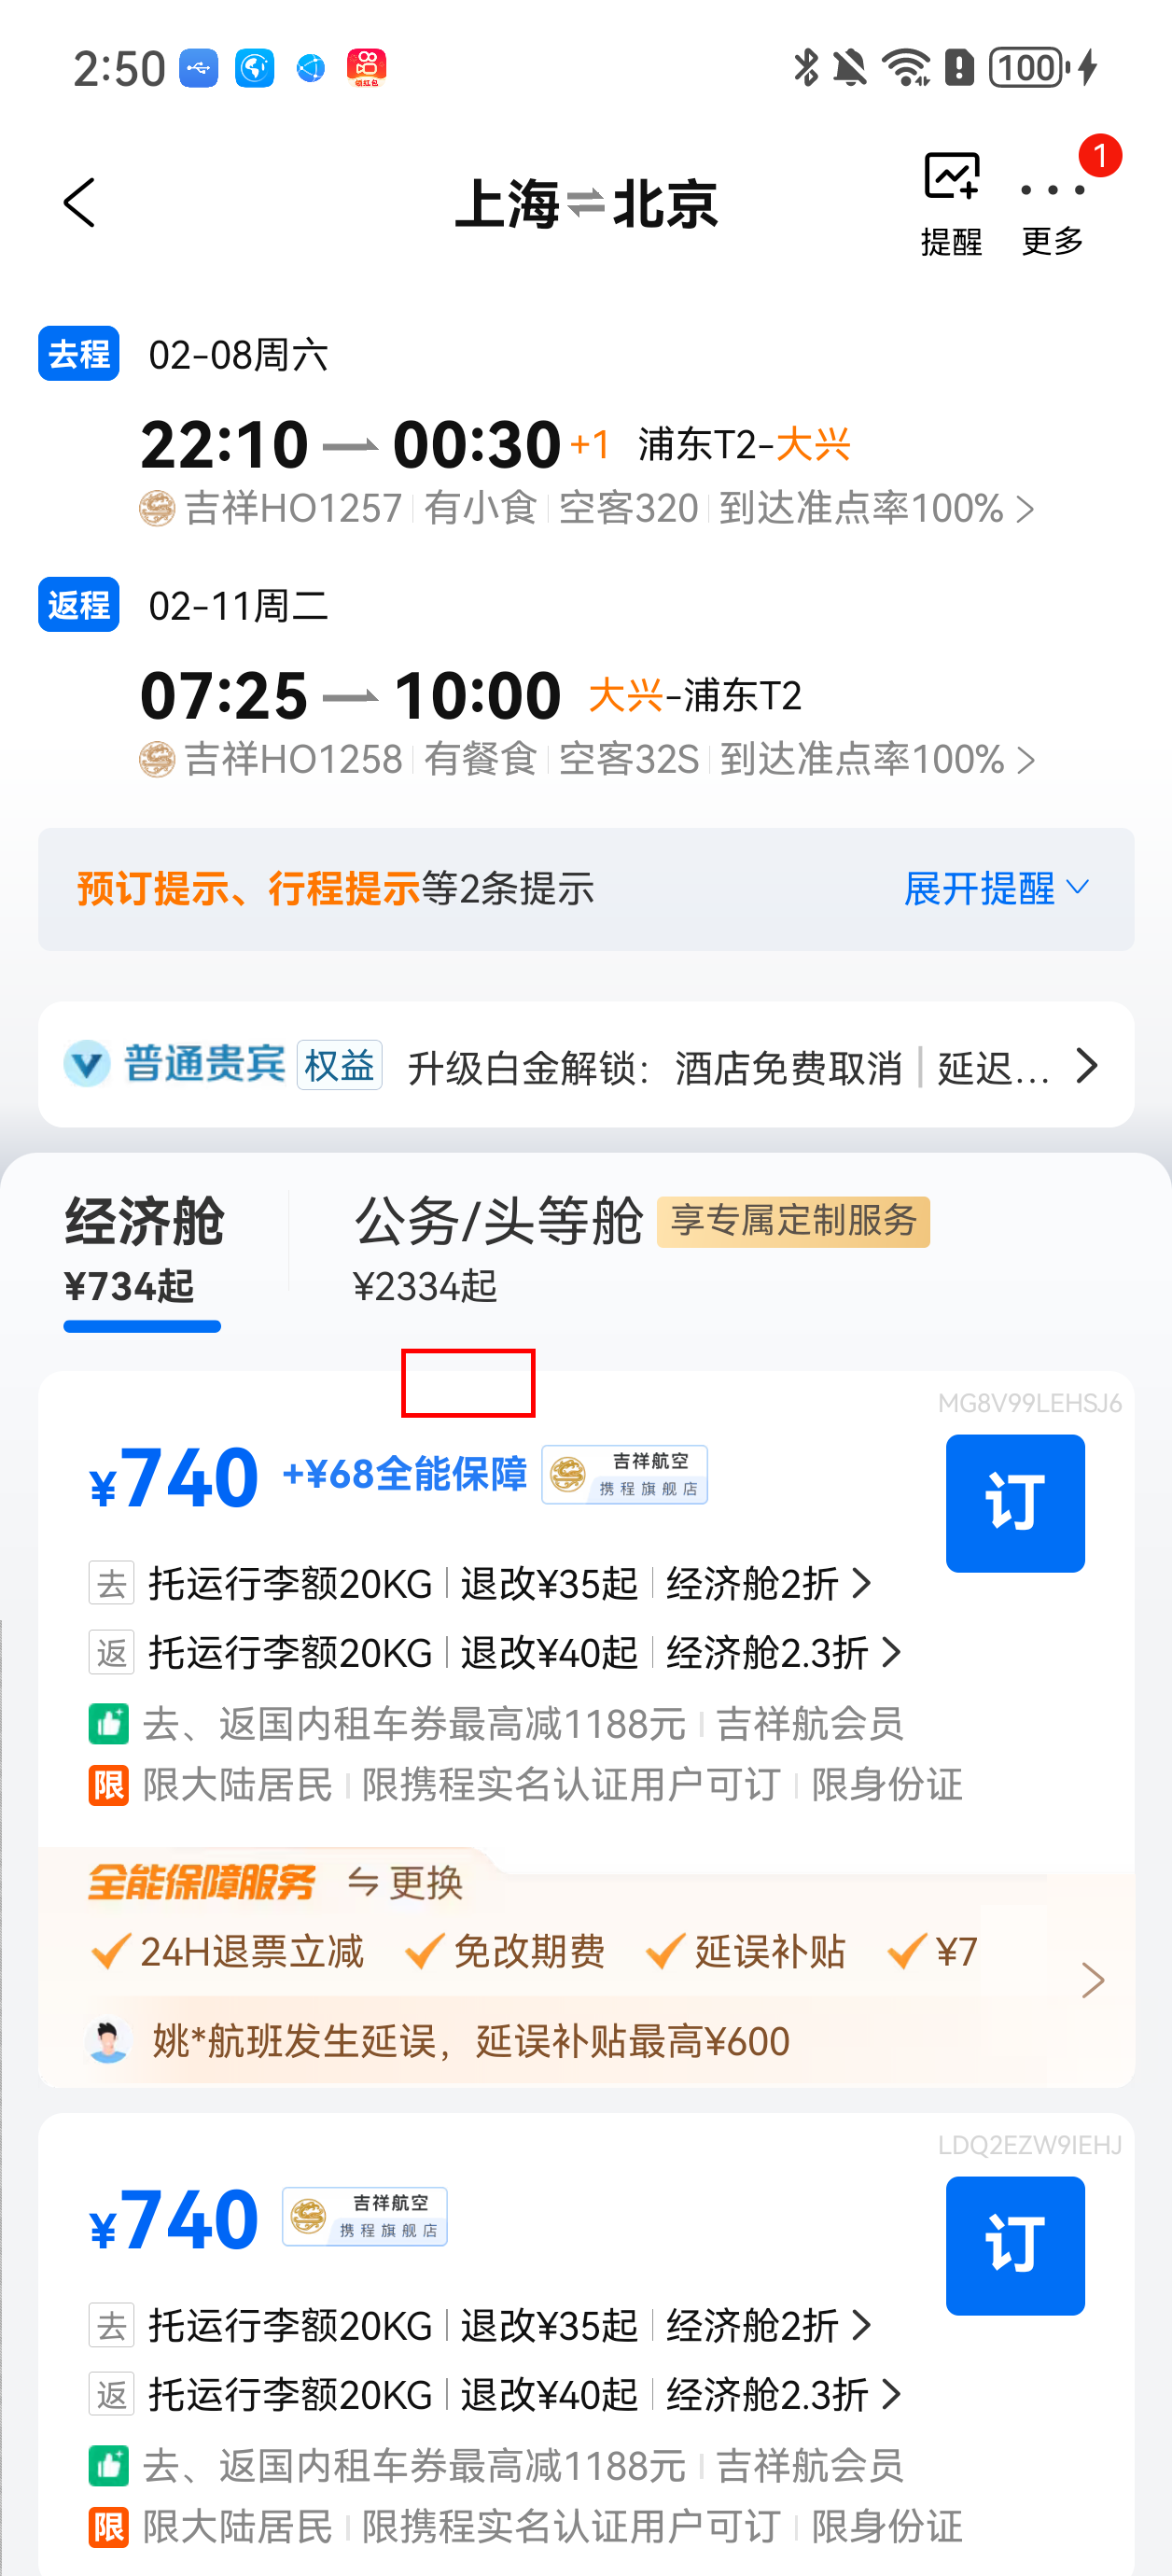 2:50 领红包 100
上海⇌北京
1
提醒 更多
去程 02-08周六
22:10 00:30 +1 浦东T2-大兴
吉祥HO1257 有小食 空客320 到达准点率100%
返程 02-11周二
07:25 10:00 大兴-浦东T2
吉祥HO1258 有餐食 空客32S 到达准点率100%
预订提示、行程提示等2条提示 展开提醒
普通贵宾 权益 升级白金解锁：酒店免费取消 | 延迟...
经济舱 公务/头等舱 享专属定制服务
¥734起 ¥2334起
MG8V99LEHSJ6
¥740 +¥68全能保障 吉祥航空 携程旗舰店 订
去 托运行李额20KG 退改¥35起 经济舱2折
返 托运行李额20KG 退改¥40起 经济舱2.3折
去、返国内租车券最高减1188元 吉祥航会员
限 限大陆居民 限携程实名认证用户可订 限身份证
全能保障服务 更换
24H退票立减 免改期费 延误补贴 ¥7
姚*航班发生延误，延误补贴最高¥600
LDQ2EZW9IEHJ
¥740 吉祥航空 携程旗舰店 订
去 托运行李额20KG 退改¥35起 经济舱2折
返 托运行李额20KG 退改¥40起 经济舱2.3折
去、返国内租车券最高减1188元 吉祥航会员
限 限大陆居民 限携程实名认证用户可订 限身份证